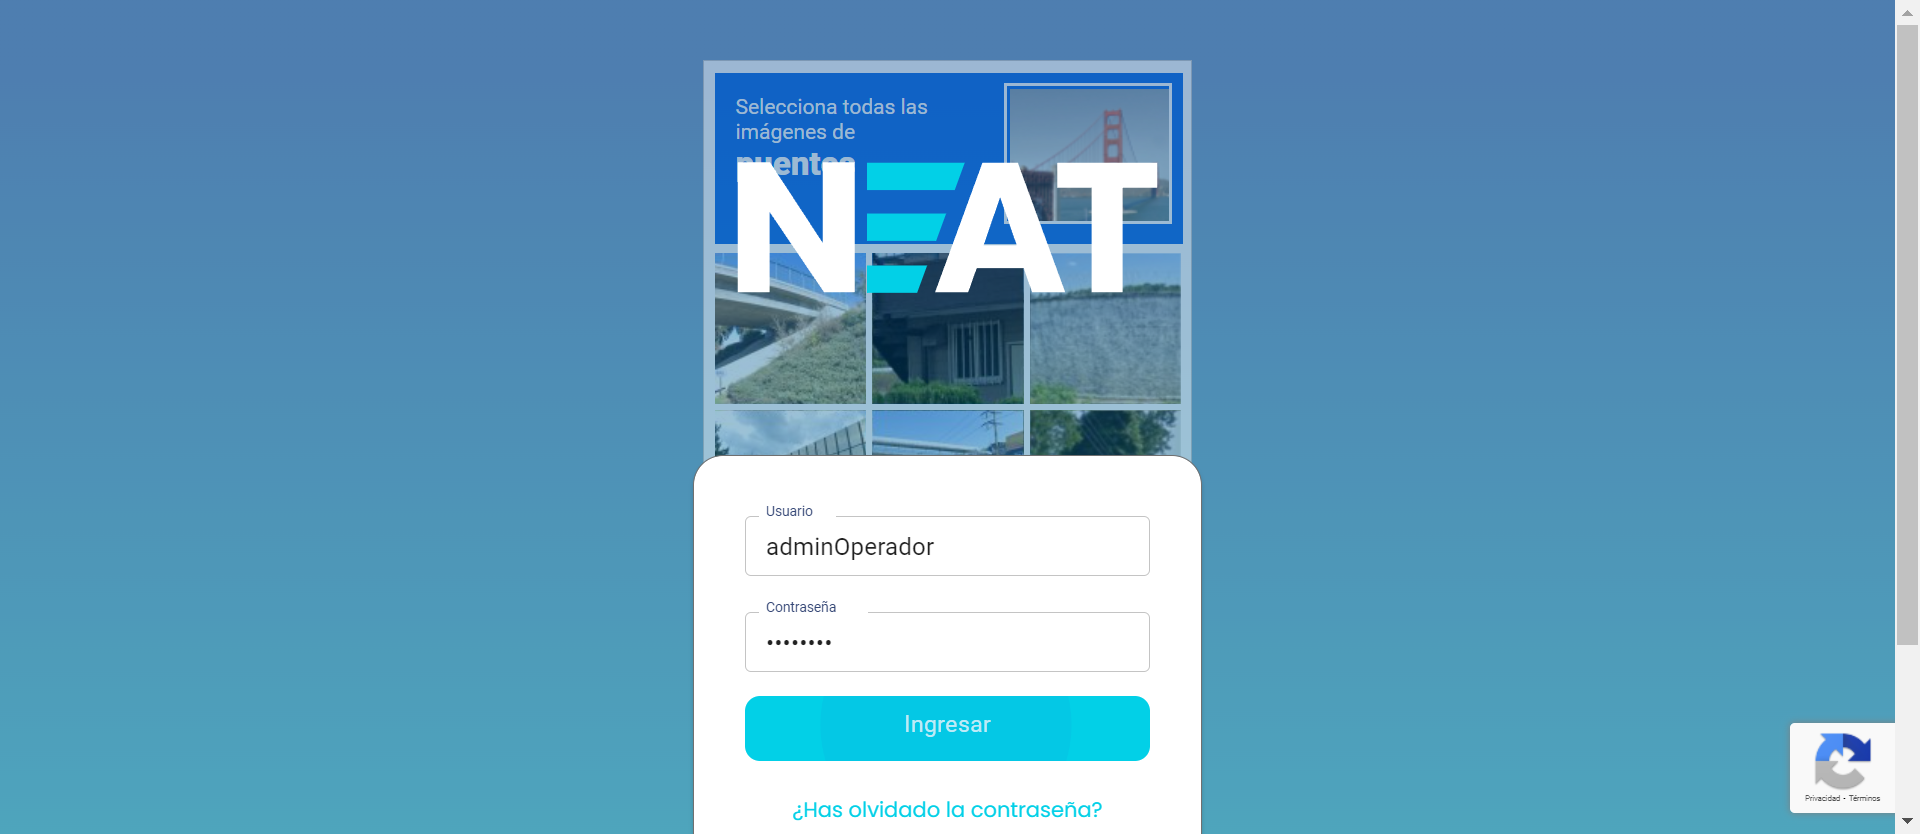 Selecciona todas las
imágenes de
puentes
NEAT
Usuario
adminOperador
Contraseña
••••••••
Ingresar
¿Has olvidado la contraseña?
Privacidad - Términos